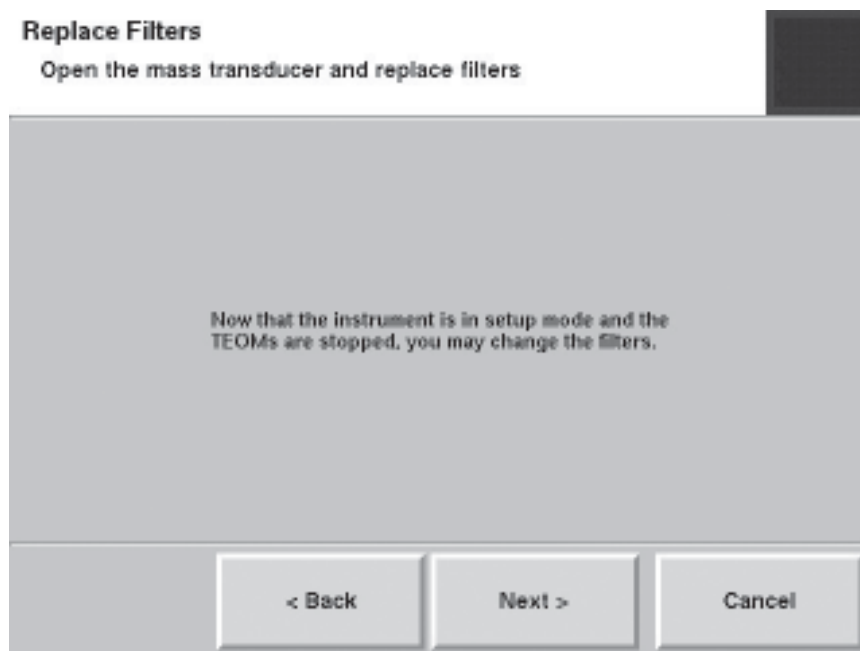 Replace Filters
Open the mass transducer and replace filters
Now that the instrument is in setup mode and the
TEOMs are stopped, you may change the filters.
< Back
Next >
Cancel